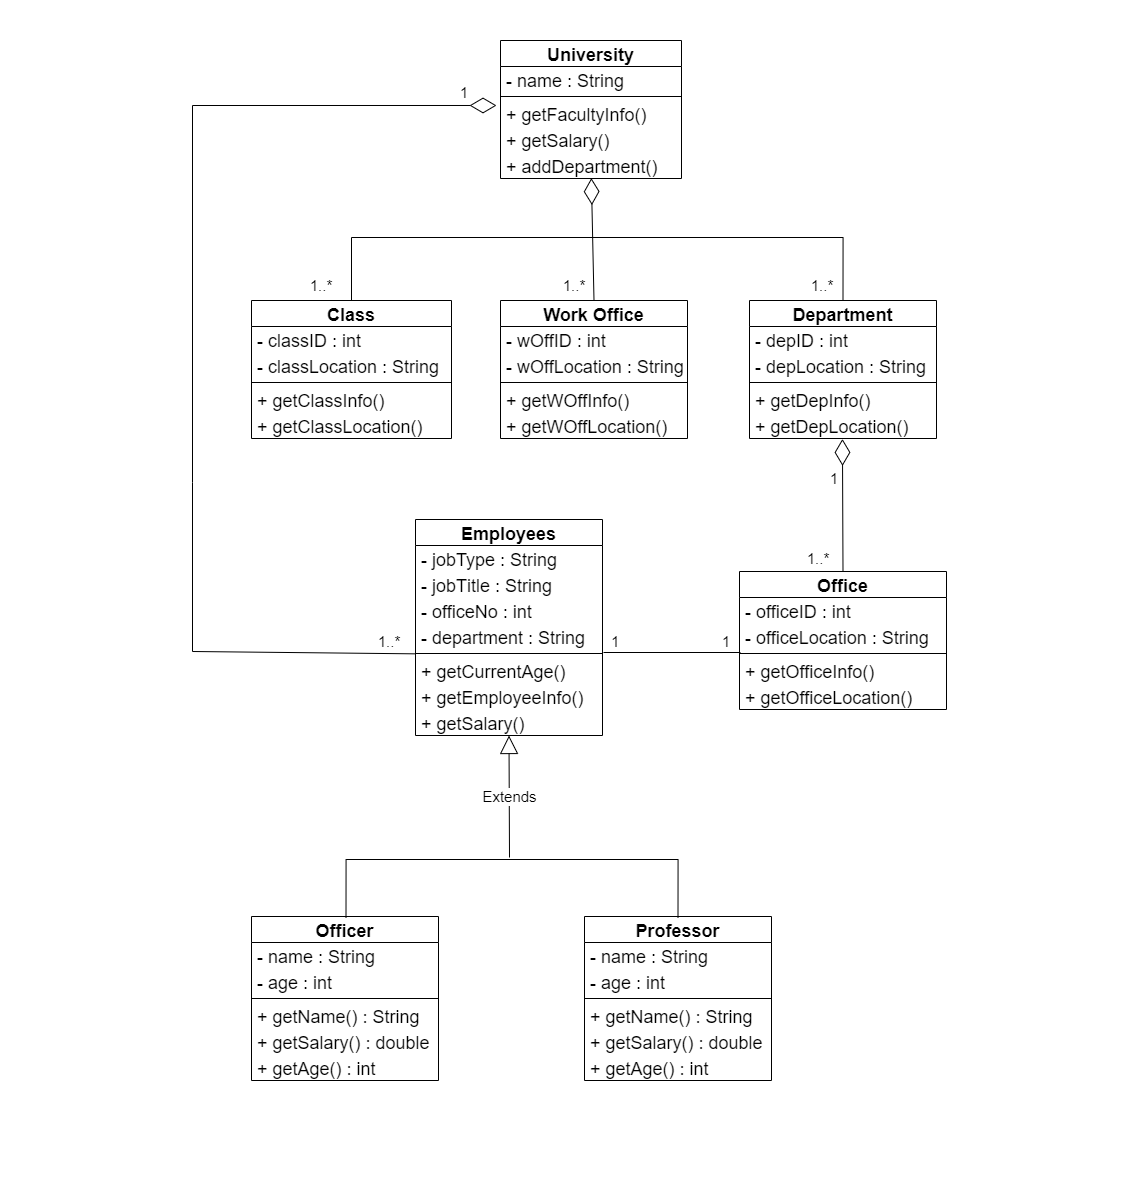 University
- name : String
+ getFacultyInfo()
+ getSalary()
+ addDepartment()
1
1..*
1..*
1..*
Class
- classID : int
- classLocation : String
+ getClassInfo()
+ getClassLocation()
Work Office
- wOffID : int
- wOffLocation : String
+ getWOffInfo()
+ getWOffLocation()
Department
- depID : int
- depLocation : String
+ getDepInfo()
+ getDepLocation()
1
1..*
Employees
- jobType : String
- jobTitle : String
- officeNo : int
- department : String
+ getCurrentAge()
+ getEmployeeInfo()
+ getSalary()
1..*
1
1
Office
- officeID : int
- officeLocation : String
+ getOfficeInfo()
+ getOfficeLocation()
Extends
Officer
- name : String
- age : int
+ getName() : String
+ getSalary() : double
+ getAge() : int
Professor
- name : String
- age : int
+ getName() : String
+ getSalary() : double
+ getAge() : int